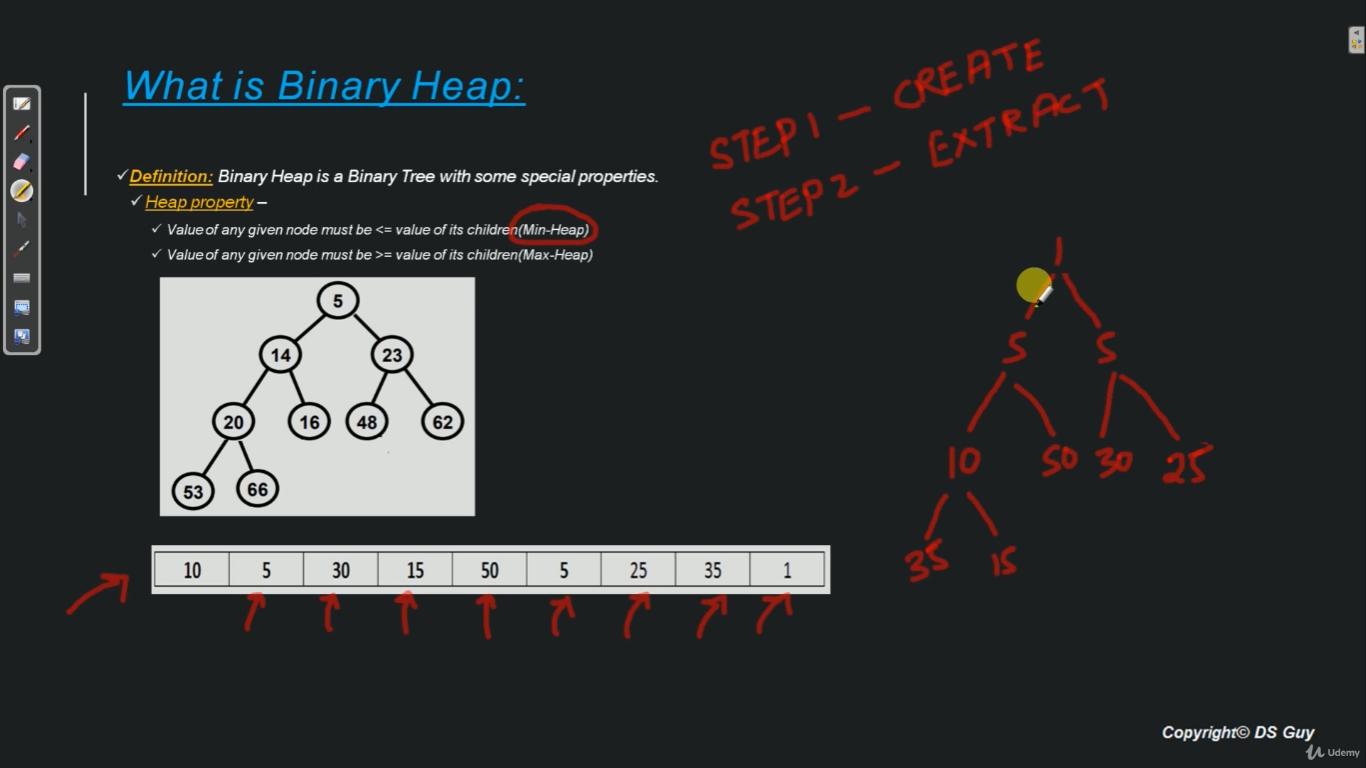 What is Binary Heap:
STEP 1 – CREATE
STEP 2 – EXTRACT
✓Definition: Binary Heap is a Binary Tree with some special properties.
✓Heap property –
✓ Value of any given node must be <= value of its children(Min-Heap)
✓ Value of any given node must be >= value of its children(Max-Heap)
5
14 23
20 16 48 62
53 66
1
5 5
10 50 30 25
35 15
10 5 30 15 50 5 25 35 1
Copyright© DS Guy
Udemy